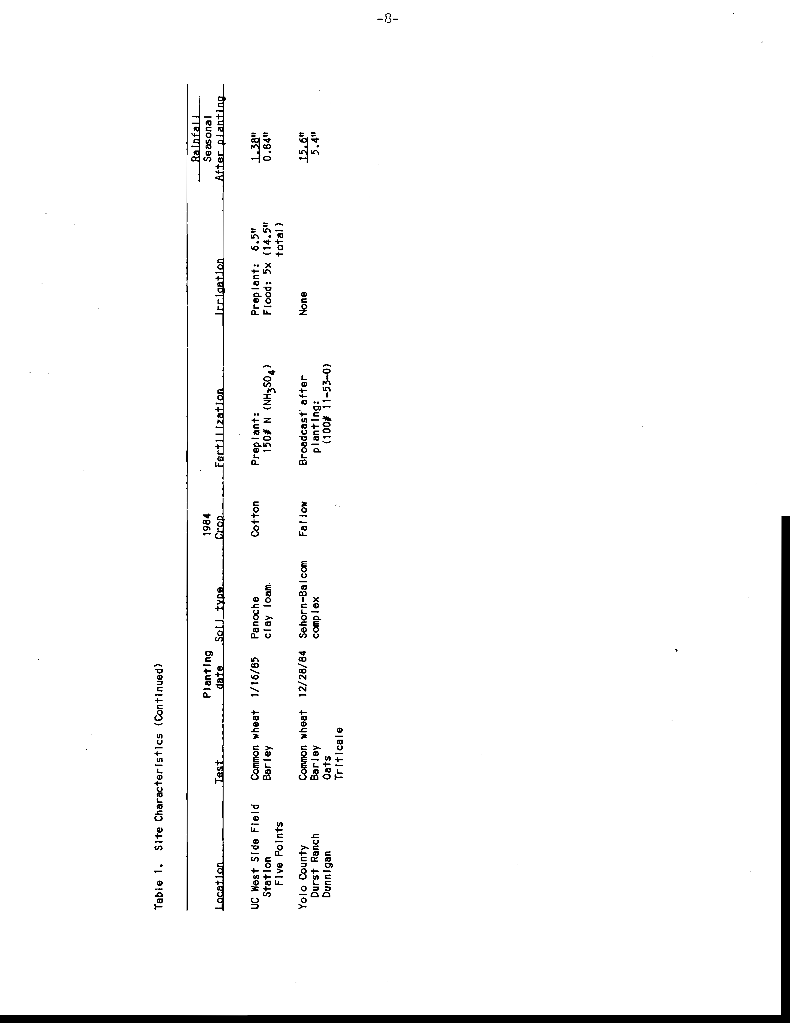 -8-
Table 1. Site Characteristics (Continued)
Rainfall
Planting 1984 Seasonal
Location Test date Soil type Crop Fertilization Irrigation After planting
UC West Side Field Common wheat 1/16/85 Panoche Cotton Preplant: Preplant: 6.5" 1.38"
Station Barley clay loam 150# N (NH3SO4) Flood: 5x (14.5" 0.84"
Five Points total)
Yolo County Common wheat 12/28/84 Sehorn-Balcom Fallow Broadcast after None 15.6"
Durst Ranch Barley complex planting: 5.4"
Dunnigan Oats (100# 11-53-0)
Triticale